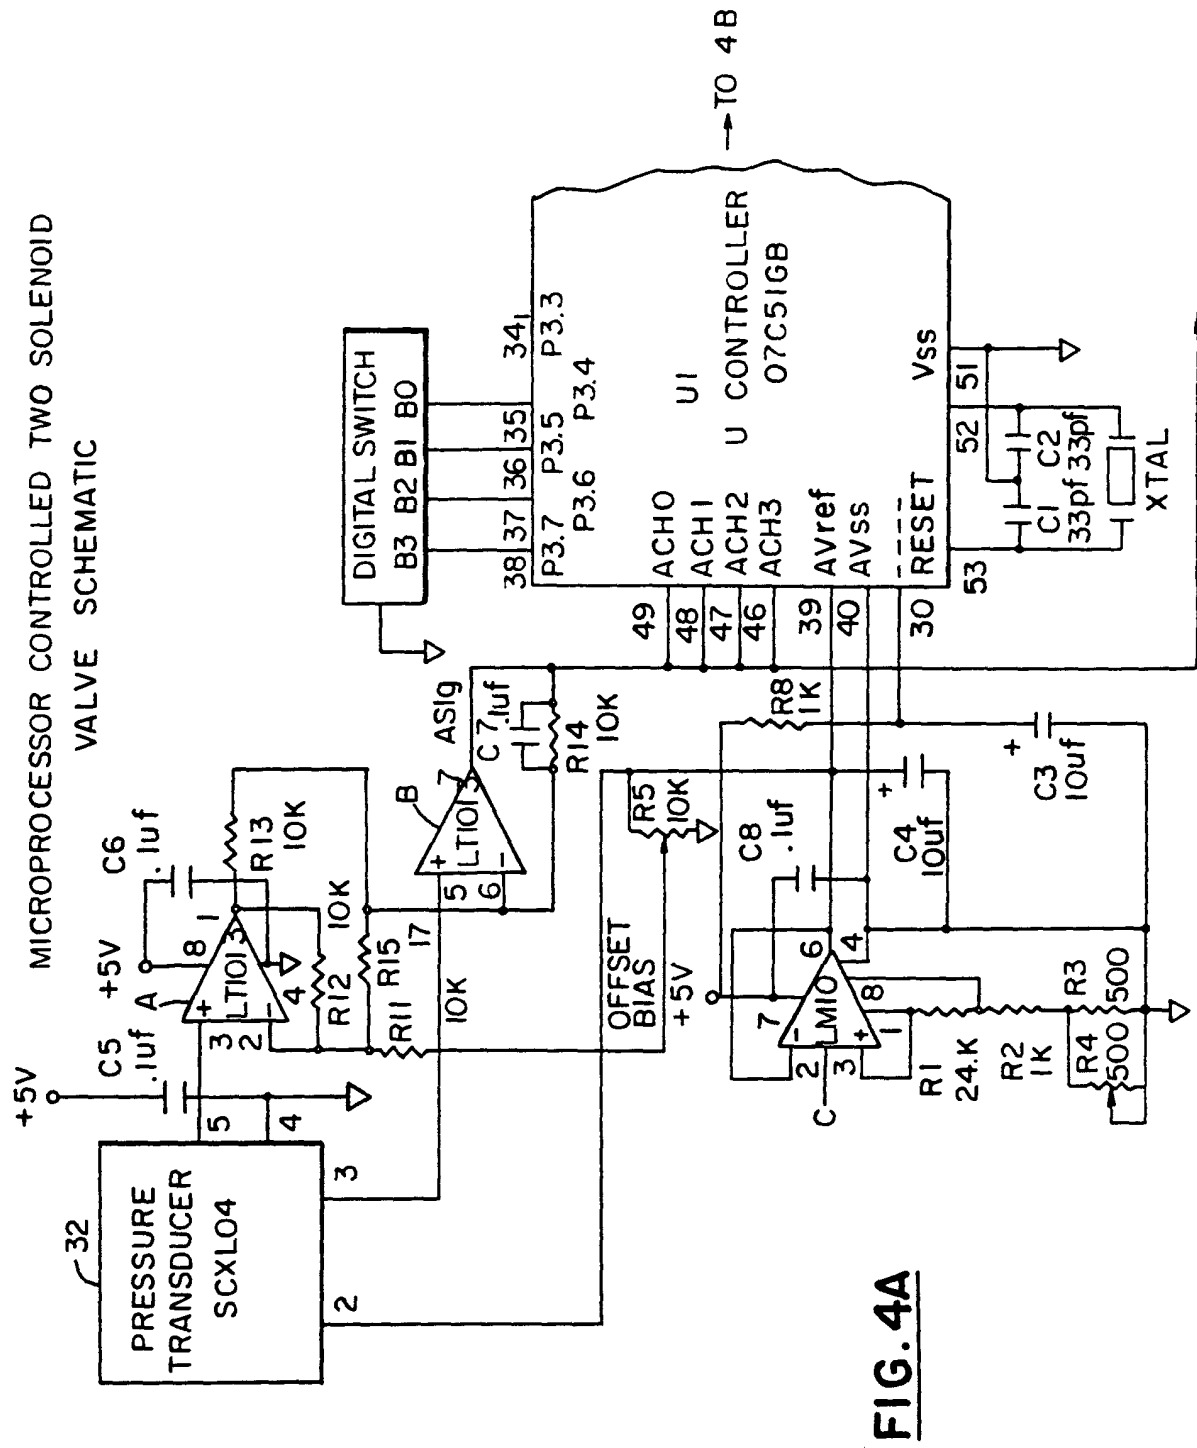 MICROPROCESSOR CONTROLLED TWO SOLENOID
VALVE SCHEMATIC
+5V
C5
.1uf
+5V
A
8
C6
.1uf
3
+
2
-
LT1013
4
1
R13
10K
R12
10K
R15
R11
10K
17
32
PRESSURE
TRANSDUCER
SCXL04
5
4
3
2
B
5
+
6
-
LT1013
7
ASIg
C7
.1uf
R14
10K
DIGITAL SWITCH
B3 B2 B1 B0
38 37 36 35 34
P3.7
P3.6
P3.5
P3.4
P3.3
49 ACH0
48 ACH1
47 ACH2
46 ACH3
39 AVref
40 AVss
30 RESET
U1
U CONTROLLER
07C51GB
TO 4B
Vss
51
52
53
C1
33pf
C2
33pf
XTAL
OFFSET
BIAS
R5
10K
+5V
C8
.1uf
R8
1K
C4
+
10uf
C3
+
10uf
7
2
-
C
3
+
LM10
6
4
8
1
R1
24.K
R2
1K
R3
500
R4
500
FIG.4A